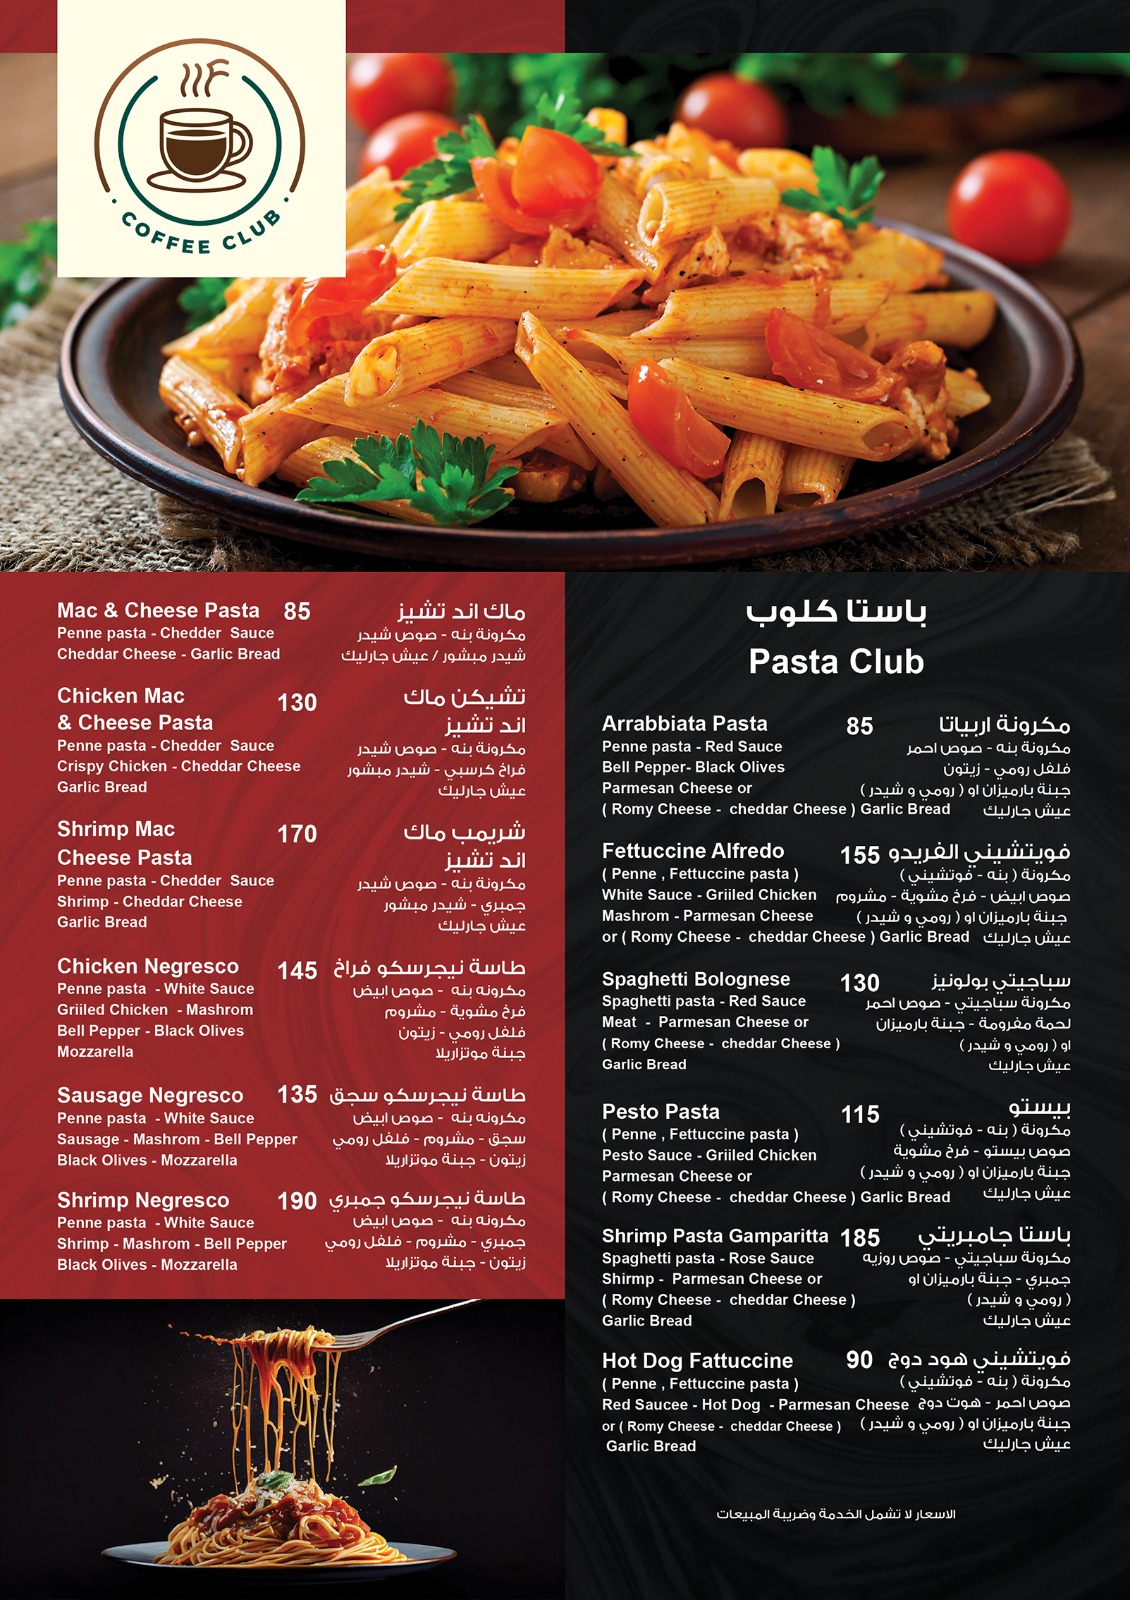 COFFEE CLUB
Mac & Cheese Pasta 85 ماك اند تشيز
Penne pasta - Chedder Sauce مكرونة بنه - صوص شيدر
Cheddar Cheese - Garlic Bread شيدر مبشور / عيش جارليك
Chicken Mac 130 تشيكن ماك
& Cheese Pasta اند تشيز
Penne pasta - Chedder Sauce مكرونة بنه - صوص شيدر
Crispy Chicken - Cheddar Cheese فراخ كرسبي - شيدر مبشور
Garlic Bread عيش جارليك
Shrimp Mac 170 شريمب ماك
Cheese Pasta اند تشيز
Penne pasta - Chedder Sauce مكرونة بنه - صوص شيدر
Shrimp - Cheddar Cheese جمبري - شيدر مبشور
Garlic Bread عيش جارليك
Chicken Negresco 145 طاسة نيجرسكو فراخ
Penne pasta - White Sauce مكرونه بنه - صوص ابيض
Griiled Chicken - Mashrom فرخ مشوية - مشروم
Bell Pepper - Black Olives فلفل رومي - زيتون
Mozzarella جبنة موتزاريلا
Sausage Negresco 135 طاسة نيجرسكو سجق
Penne pasta - White Sauce مكرونه بنه - صوص ابيض
Sausage - Mashrom - Bell Pepper سجق - مشروم - فلفل رومي
Black Olives - Mozzarella زيتون - جبنة موتزاريلا
Shrimp Negresco 190 طاسة نيجرسكو جمبري
Penne pasta - White Sauce مكرونه بنه - صوص ابيض
Shrimp - Mashrom - Bell Pepper جمبري - مشروم - فلفل رومي
Black Olives - Mozzarella زيتون - جبنة موتزاريلا
باستا كلوب
Pasta Club
Arrabbiata Pasta 85 مكرونة اربياتا
Penne pasta - Red Sauce مكرونة بنه - صوص احمر
Bell Pepper- Black Olives فلفل رومي - زيتون
Parmesan Cheese or جبنة بارميزان او ( رومي و شيدر )
( Romy Cheese - cheddar Cheese ) Garlic Bread عيش جارليك
Fettuccine Alfredo 155 فويتشيني الفريدو
( Penne , Fettuccine pasta ) مكرونة ( بنه - فوتشيني )
White Sauce - Griiled Chicken صوص ابيض - فرخ مشوية - مشروم
Mashrom - Parmesan Cheese جبنة بارميزان او ( رومي و شيدر )
or ( Romy Cheese - cheddar Cheese ) Garlic Bread عيش جارليك
Spaghetti Bolognese 130 سباجيتي بولونيز
Spaghetti pasta - Red Sauce مكرونة سباجيتي - صوص احمر
Meat - Parmesan Cheese or لحمة مفرومة - جبنة بارميزان
( Romy Cheese - cheddar Cheese ) او ( رومي و شيدر )
Garlic Bread عيش جارليك
Pesto Pasta 115 بيستو
( Penne , Fettuccine pasta ) مكرونة ( بنه - فوتشيني )
Pesto Sauce - Griiled Chicken صوص بيستو - فرخ مشوية
Parmesan Cheese or جبنة بارميزان او ( رومي و شيدر )
( Romy Cheese - cheddar Cheese ) Garlic Bread عيش جارليك
Shrimp Pasta Gamparitta 185 باستا جامبريتي
Spaghetti pasta - Rose Sauce مكرونة سباجيتي - صوص روزيه
Shirmp - Parmesan Cheese or جمبري - جبنة بارميزان او
( Romy Cheese - cheddar Cheese ) ( رومي و شيدر )
Garlic Bread عيش جارليك
Hot Dog Fattuccine 90 فويتشيني هود دوج
( Penne , Fettuccine pasta ) مكرونة ( بنه - فوتشيني )
Red Saucee - Hot Dog - Parmesan Cheese صوص احمر - هوت دوج
or ( Romy Cheese - cheddar Cheese ) جبنة بارميزان او ( رومي و شيدر )
Garlic Bread عيش جارليك
الاسعار لا تشمل الخدمة وضريبة المبيعات